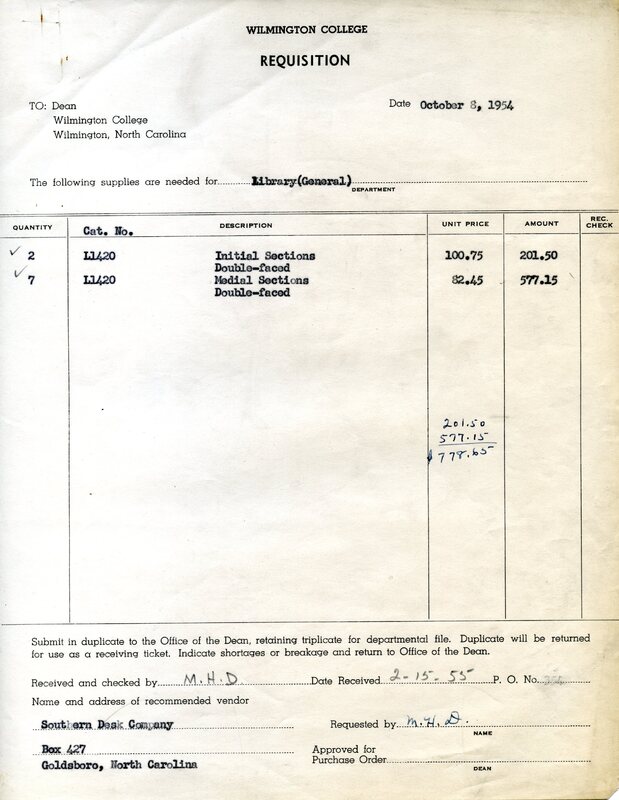 WILMINGTON COLLEGE
REQUISITION
TO: Dean
Wilmington College
Wilmington, North Carolina
Date October 8, 1954
The following supplies are needed for Library(General)
DEPARTMENT
QUANTITY Cat. No. DESCRIPTION UNIT PRICE AMOUNT REC. CHECK
✓ 2 L1420 Initial Sections 100.75 201.50
Double-faced
✓ 7 L1420 Medial Sections 82.45 577.15
Double-faced
201.50
577.15
$778.65
Submit in duplicate to the Office of the Dean, retaining triplicate for departmental file. Duplicate will be returned
for use as a receiving ticket. Indicate shortages or breakage and return to Office of the Dean.
Received and checked by M.H.D Date Received 2-15-55 P. O. No.
Name and address of recommended vendor
Southern Desk Company Requested by M.H.D.
NAME
Box 427 Approved for
Goldsboro, North Carolina Purchase Order
DEAN